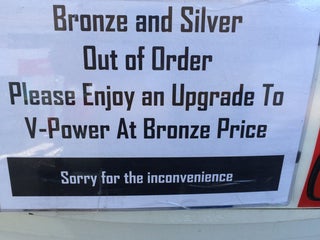 Bronze and Silver
Out of Order
Please Enjoy an Upgrade To
V-Power At Bronze Price
Sorry for the inconvenience